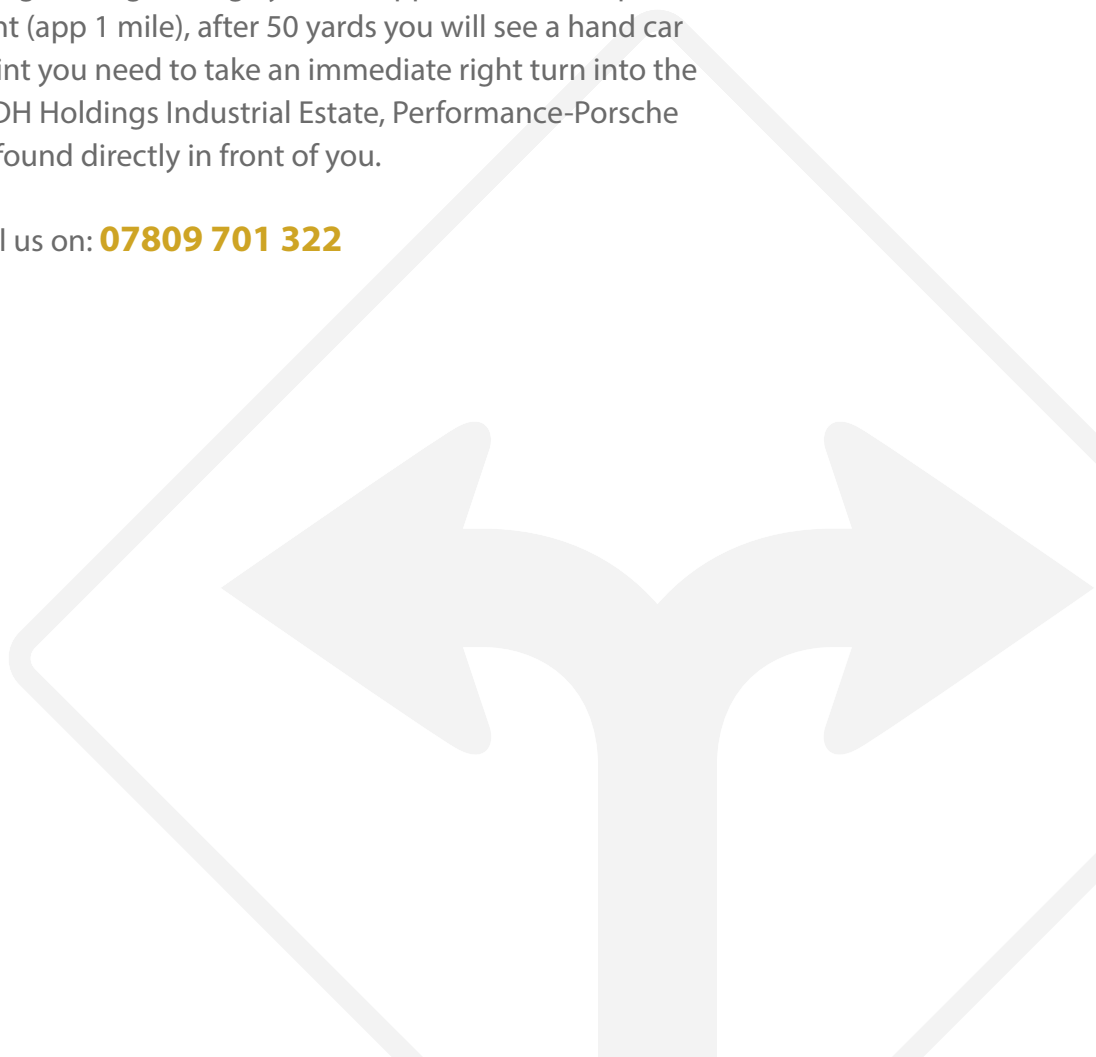 nt (app 1 mile), after 50 yards you will see a hand car
int you need to take an immediate right turn into the
DH Holdings Industrial Estate, Performance-Porsche
found directly in front of you.
l us on: 07809 701 322